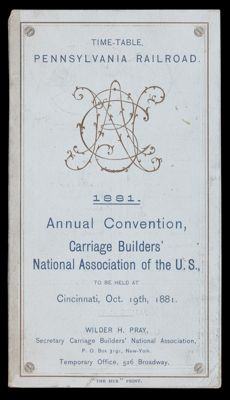 TIME-TABLE,
PENNSYLVANIA RAILROAD.
1881.
Annual Convention,
Carriage Builders'
National Association of the U. S.,
TO BE HELD AT
Cincinnati, Oct. 19th, 1881.
WILDER H. PRAY,
Secretary Carriage Builders' National Association,
P. O. Box 3191, New-York.
Temporary Office, 526 Broadway.
"THE HUB" PRINT.